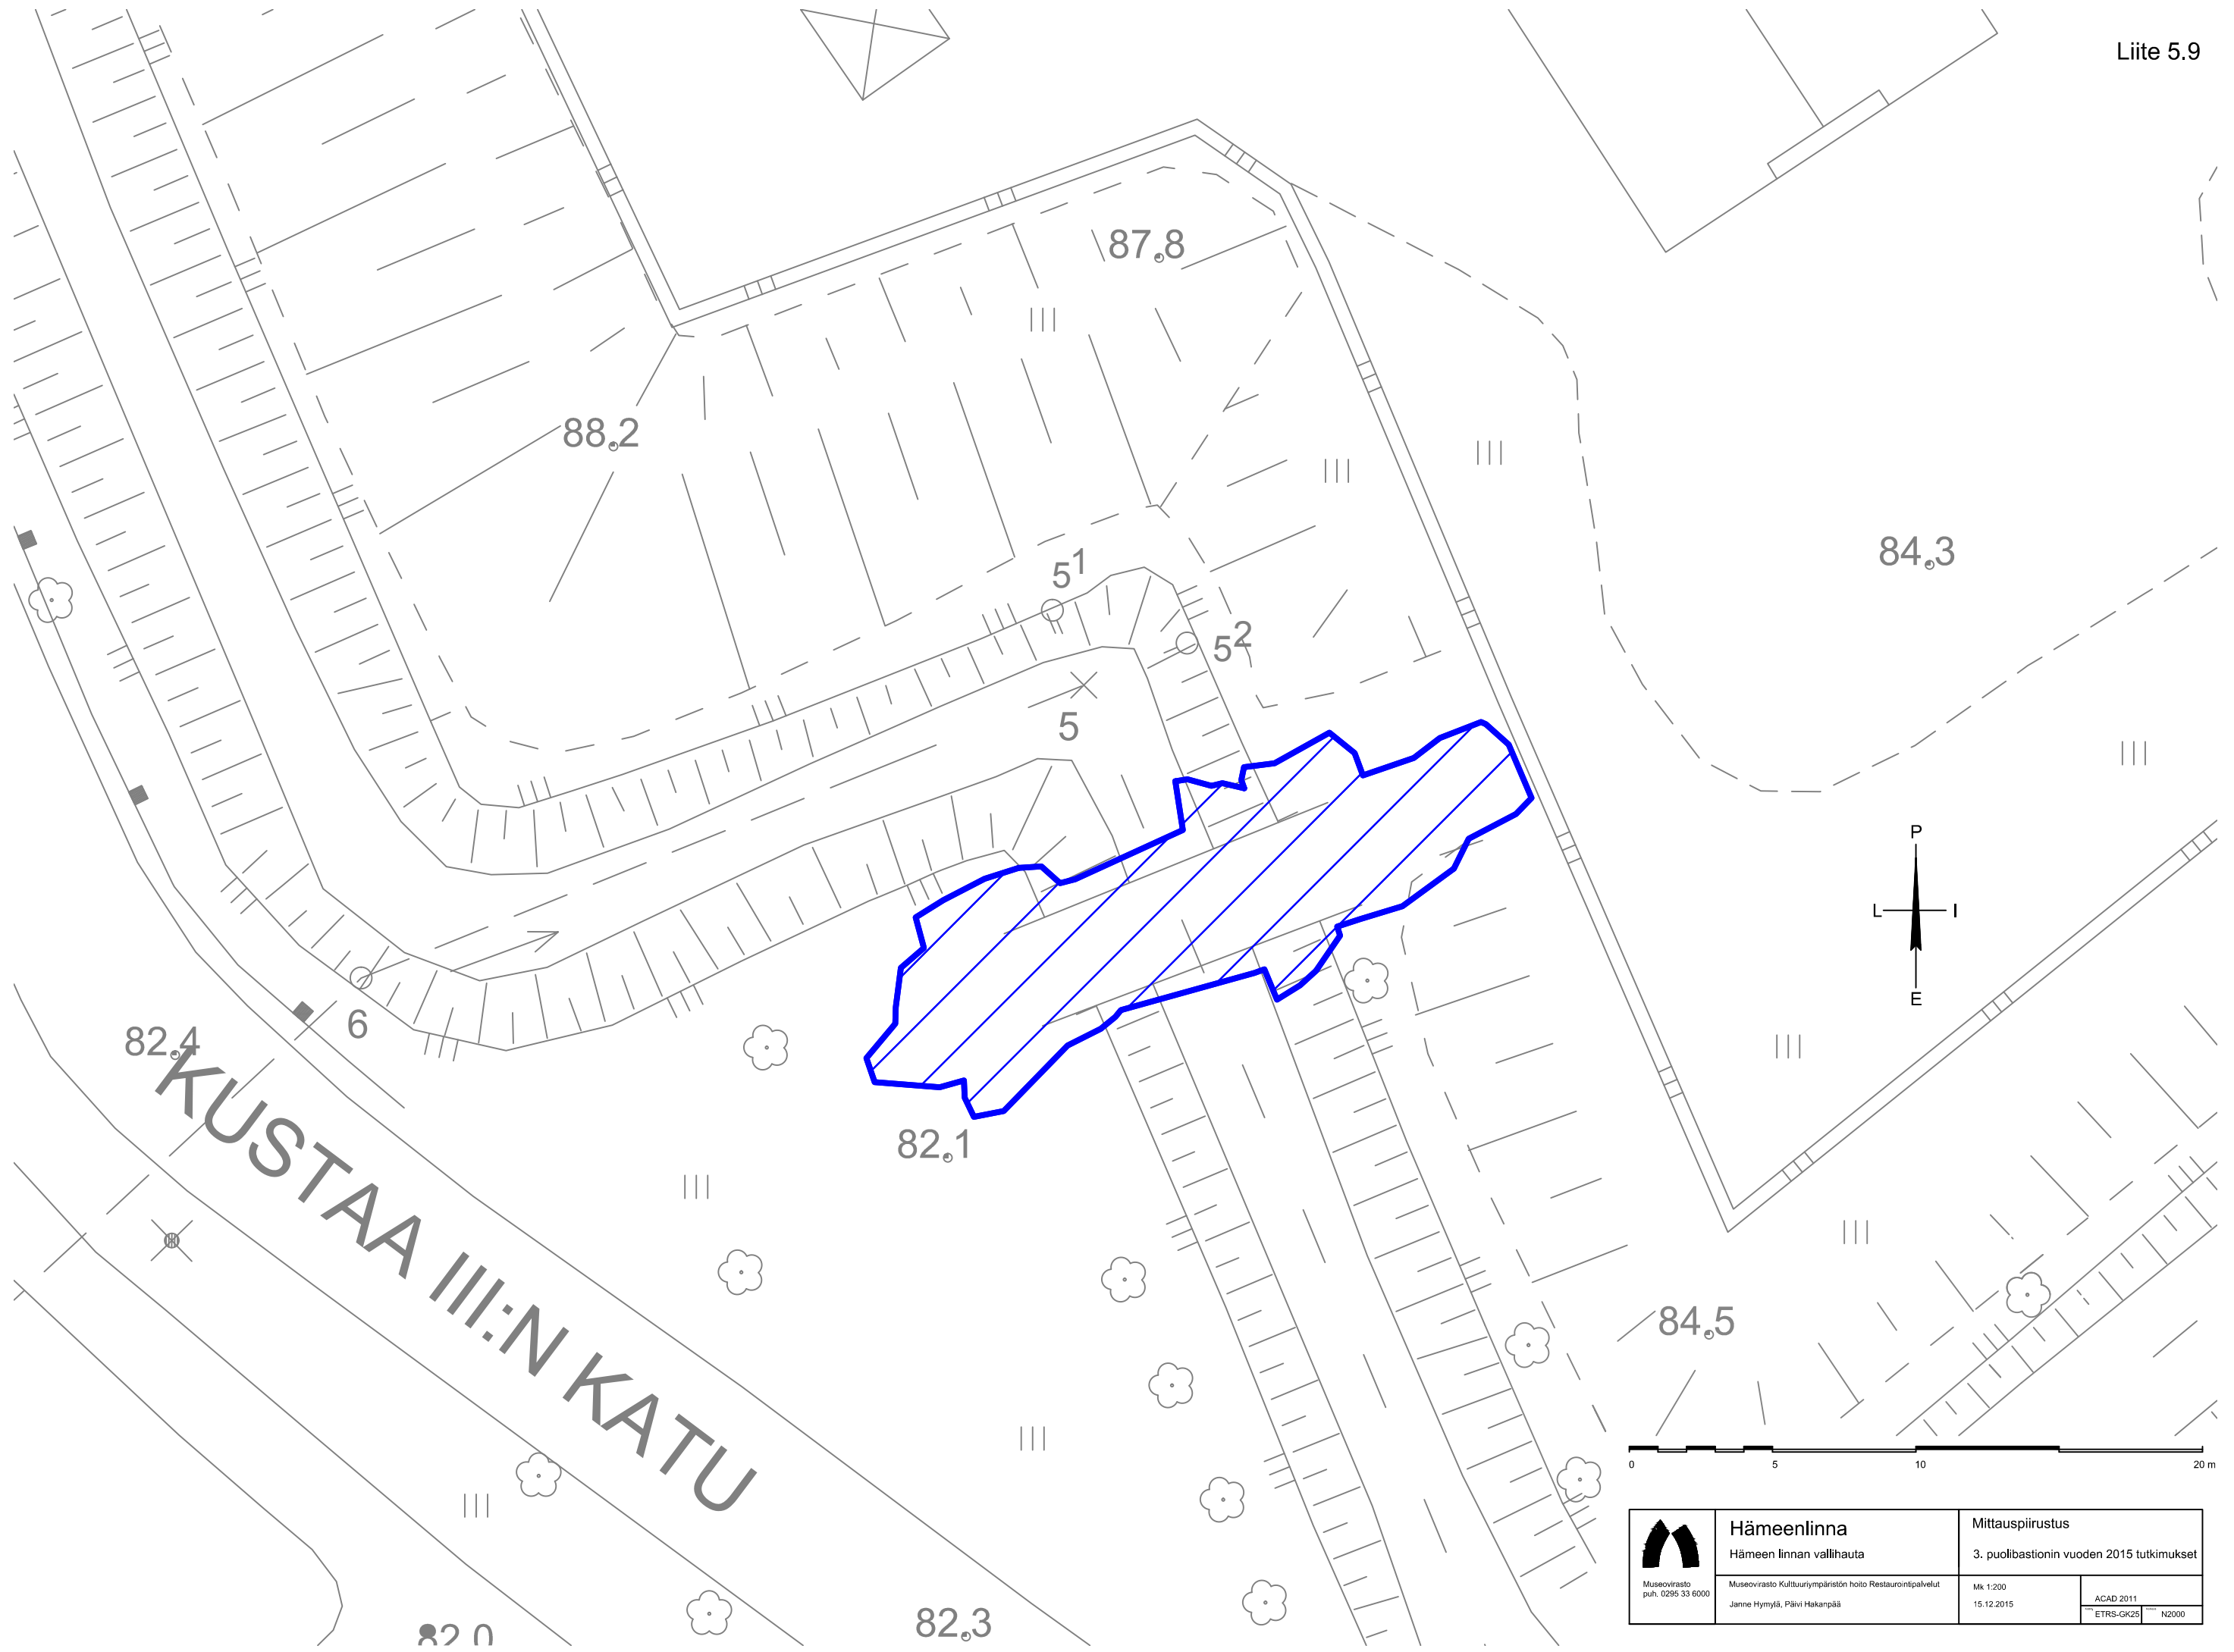 Liite 5.9
87.8
88.2
84.3
5¹
5²
5
P
L I
E
6
82.4
KUSTAA III:N KATU
82.1
84.5
0 5 10 20 m
82.3
82.0
Museovirasto
puh. 0295 33 6000
Hämeenlinna
Hämeen linnan vallihauta
Museovirasto Kulttuuriympäristön hoito Restaurointipalvelut
Janne Hymylä, Päivi Hakanpää
Mittauspiirustus
3. puolibastionin vuoden 2015 tutkimukset
Mk 1:200
15.12.2015
ACAD 2011
ETRS-GK25 N2000